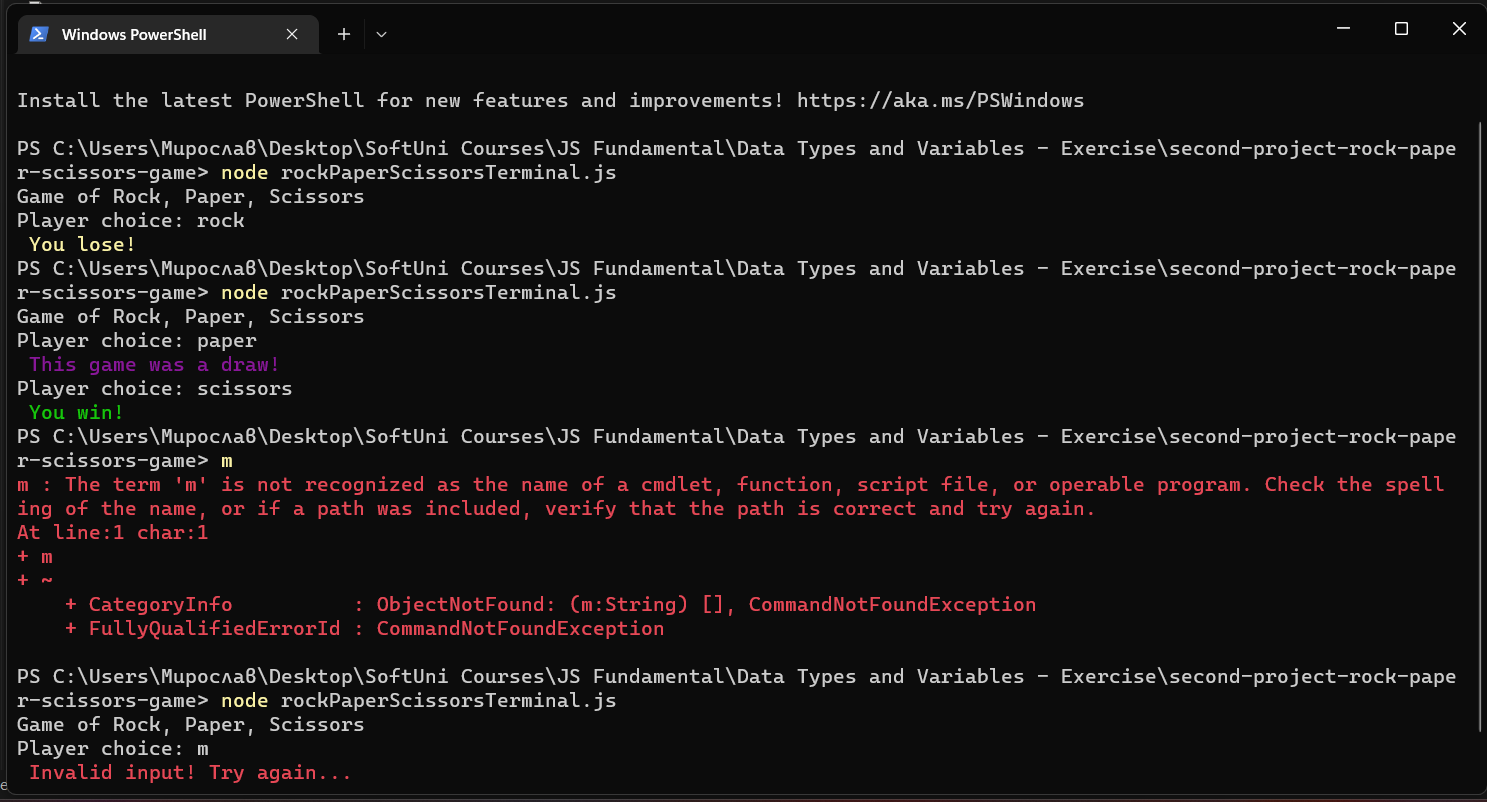 Windows PowerShell
Install the latest PowerShell for new features and improvements! https://aka.ms/PSWindows
PS C:\Users\Мирослав\Desktop\SoftUni Courses\JS Fundamental\Data Types and Variables - Exercise\second-project-rock-pape
r-scissors-game> node rockPaperScissorsTerminal.js
Game of Rock, Paper, Scissors
Player choice: rock
You lose!
PS C:\Users\Мирослав\Desktop\SoftUni Courses\JS Fundamental\Data Types and Variables - Exercise\second-project-rock-pape
r-scissors-game> node rockPaperScissorsTerminal.js
Game of Rock, Paper, Scissors
Player choice: paper
This game was a draw!
Player choice: scissors
You win!
PS C:\Users\Мирослав\Desktop\SoftUni Courses\JS Fundamental\Data Types and Variables - Exercise\second-project-rock-pape
r-scissors-game> m
m : The term 'm' is not recognized as the name of a cmdlet, function, script file, or operable program. Check the spell
ing of the name, or if a path was included, verify that the path is correct and try again.
At line:1 char:1
+ m
+ ~
    + CategoryInfo          : ObjectNotFound: (m:String) [], CommandNotFoundException
    + FullyQualifiedErrorId : CommandNotFoundException
PS C:\Users\Мирослав\Desktop\SoftUni Courses\JS Fundamental\Data Types and Variables - Exercise\second-project-rock-pape
r-scissors-game> node rockPaperScissorsTerminal.js
Game of Rock, Paper, Scissors
Player choice: m
Invalid input! Try again...